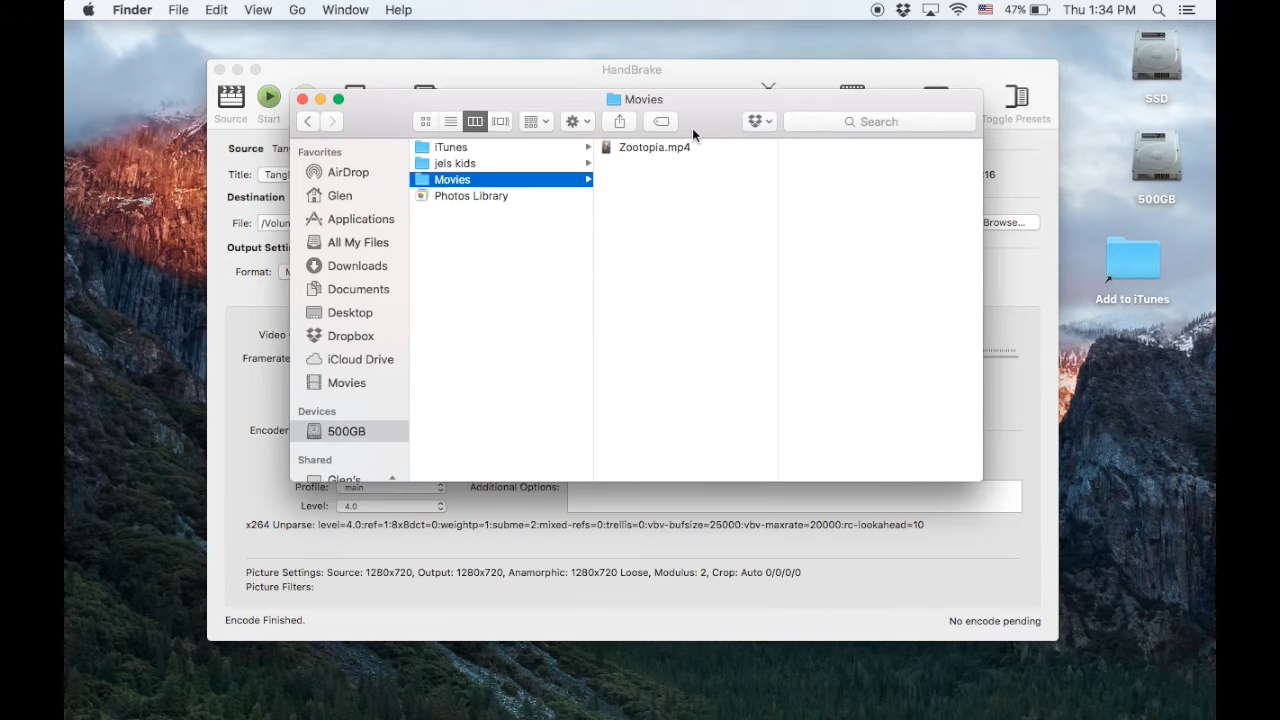 Finder File Edit View Go Window Help 47% Thu 1:34 PM
HandBrake
Movies
Source Start Toggle Presets
Search
SSD
500GB
Add to iTunes
Favorites
AirDrop
Glen
Applications
All My Files
Downloads
Documents
Desktop
Dropbox
iCloud Drive
Movies
Devices
500GB
Shared
iTunes
jels kids
Movies
Photos Library
Zootopia.mp4
Source
Title: Tangl
:16
Destination
File: /Volun
Browse...
Output Setti
Format:
Video
Framerate
Encoder
Profile: main Additional Options:
Level: 4.0
x264 Unparse: level=4.0:ref=1:8x8dct=0:weightp=1:subme=2:mixed-refs=0:trellis=0:vbv-bufsize=25000:vbv-maxrate=20000:rc-lookahead=10
Picture Settings: Source: 1280x720, Output: 1280x720, Anamorphic: 1280x720 Loose, Modulus: 2, Crop: Auto 0/0/0/0
Picture Filters:
Encode Finished. No encode pending